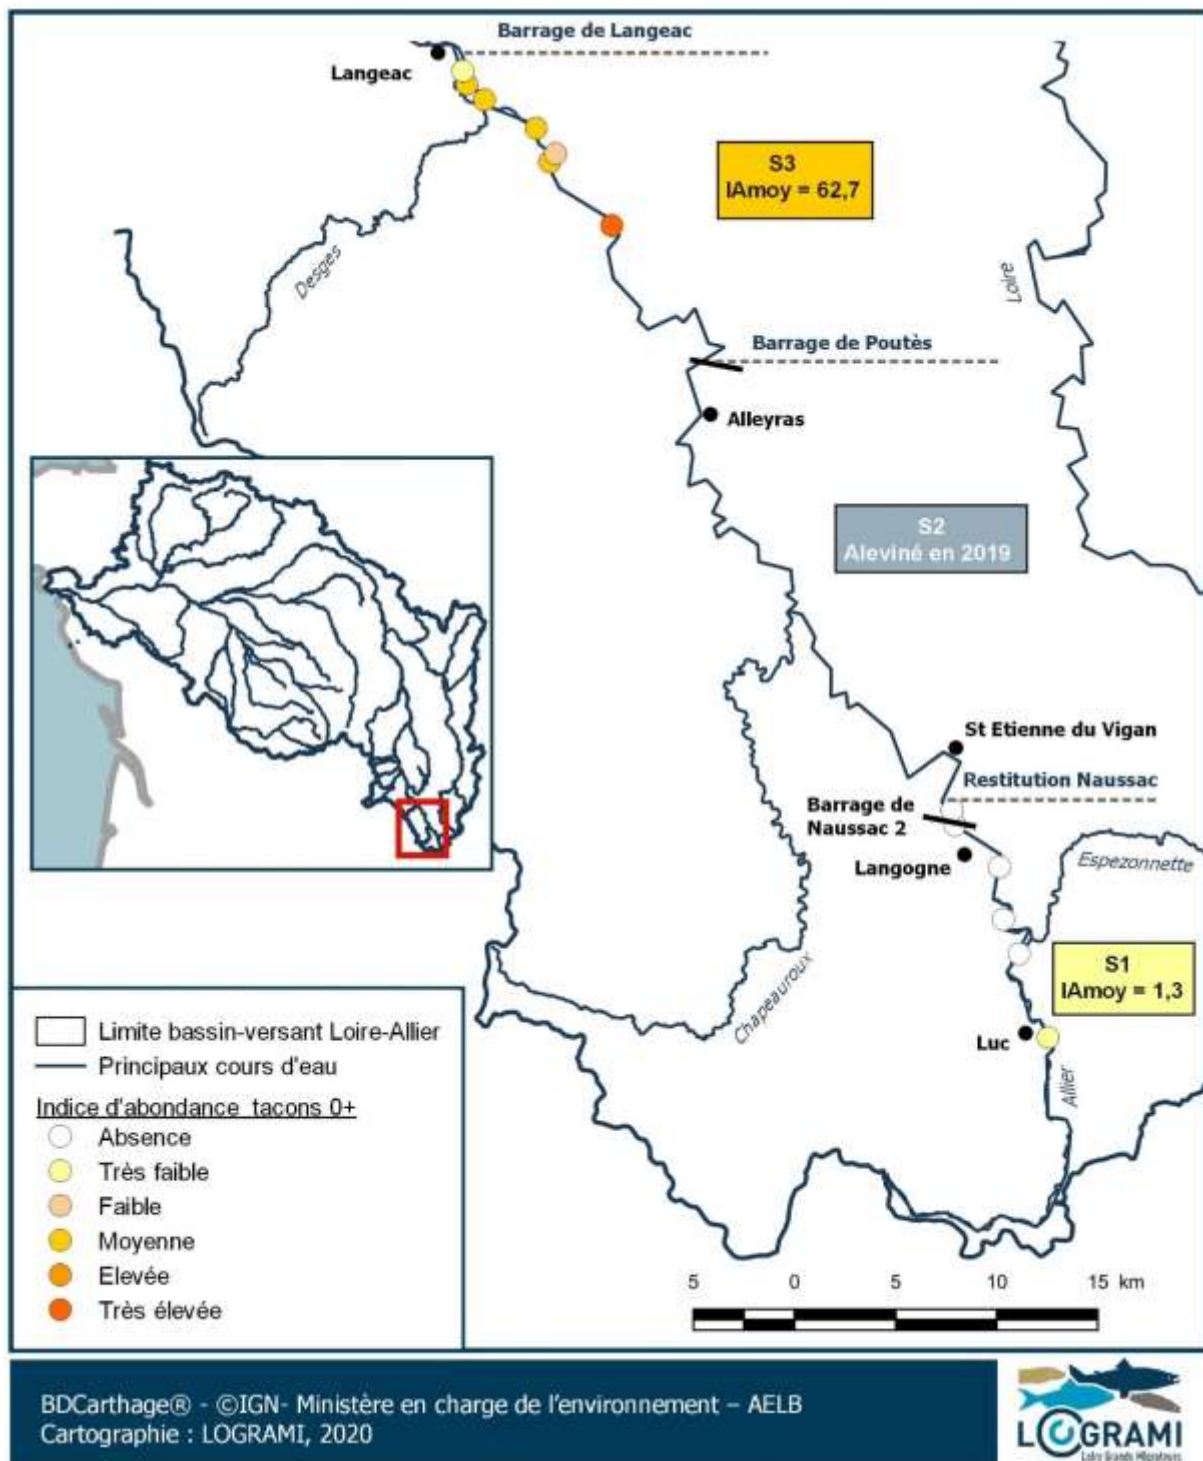 Barrage de Langeac
Langeac
S3
IAmoy = 62,7
Desges
Loire
Barrage de Poutès
Alleyras
S2
Aleviné en 2019
St Etienne du Vigan
Restitution Naussac
Barrage de
Naussac 2
Langogne
Espezonnette
S1
IAmoy = 1,3
Chapeauroux
Luc
Allier
Limite bassin-versant Loire-Allier
Principaux cours d'eau
Indice d'abondance tacons 0+
Absence
Très faible
Faible
Moyenne
Elevée
Très élevée
5 0 5 10 15 km
BDCarthage® - ©IGN- Ministère en charge de l'environnement – AELB
Cartographie : LOGRAMI, 2020
LOGRAMI
Loire Grands Migrateurs